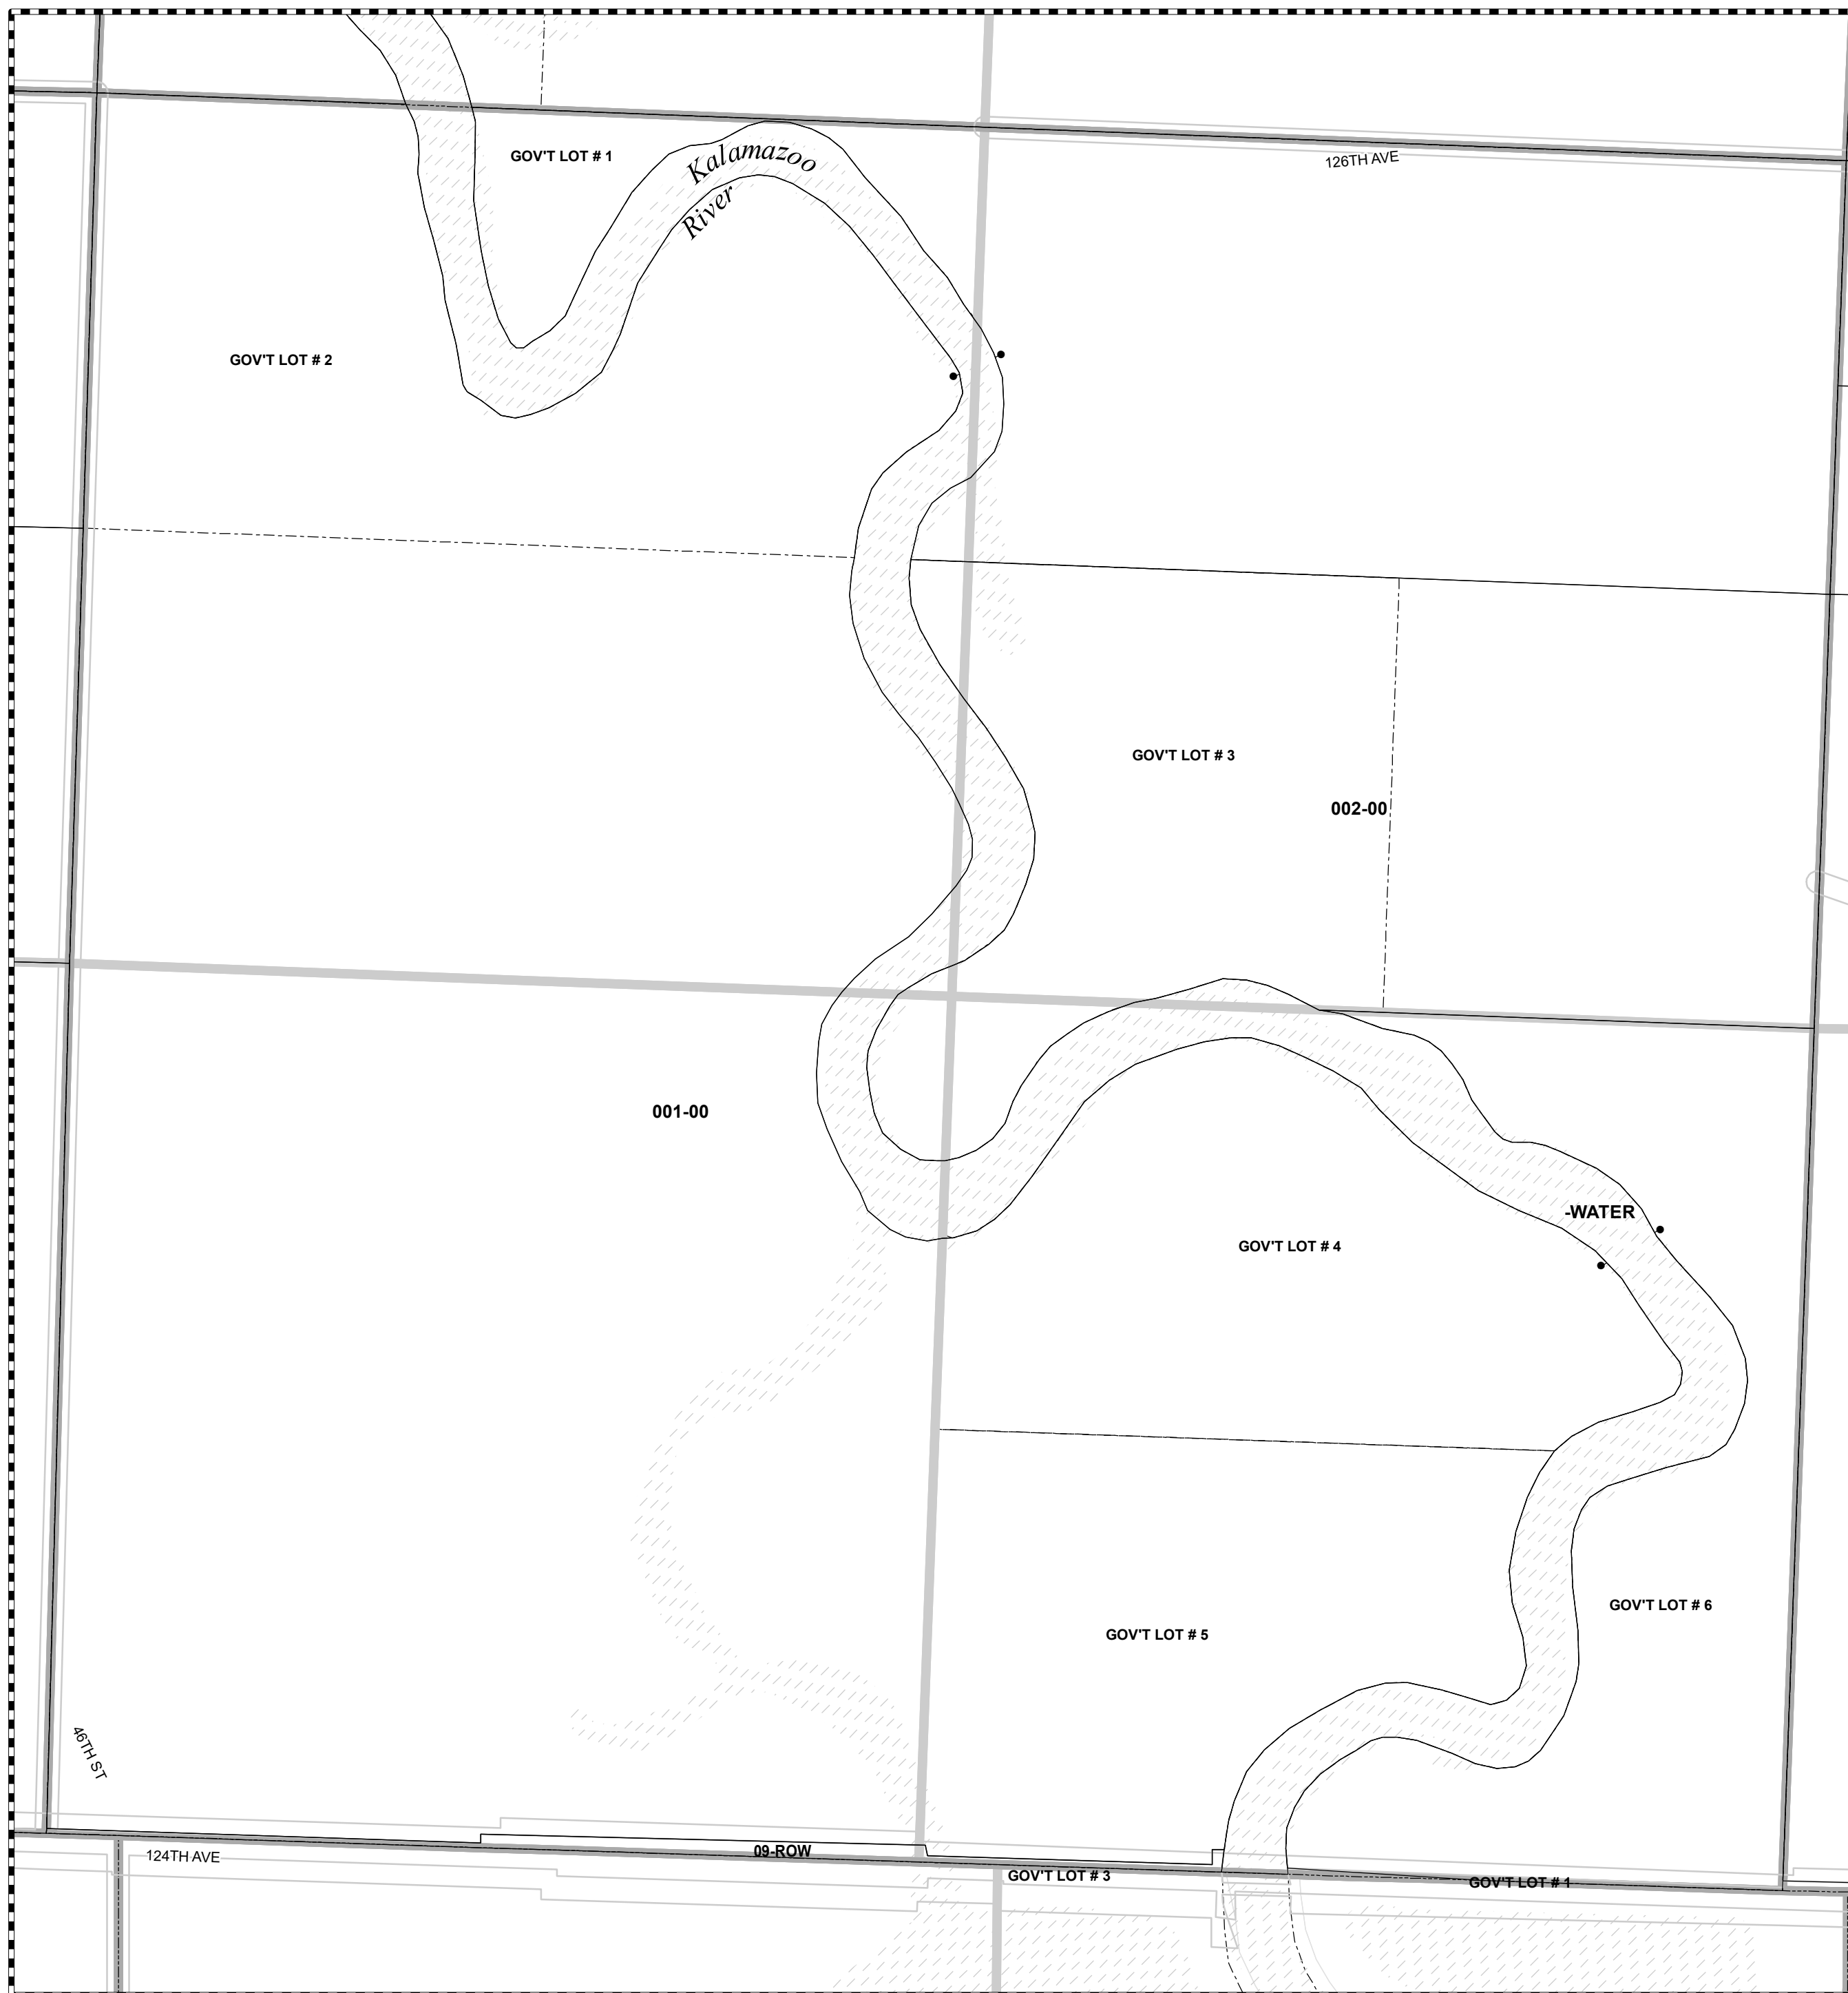 GOV'T LOT # 1
Kalamazoo
River
126TH AVE
GOV'T LOT # 2
GOV'T LOT # 3
002-00
001-00
-WATER
GOV'T LOT # 4
GOV'T LOT # 6
GOV'T LOT # 5
46TH ST
09-ROW
124TH AVE
GOV'T LOT # 3
GOV'T LOT # 1